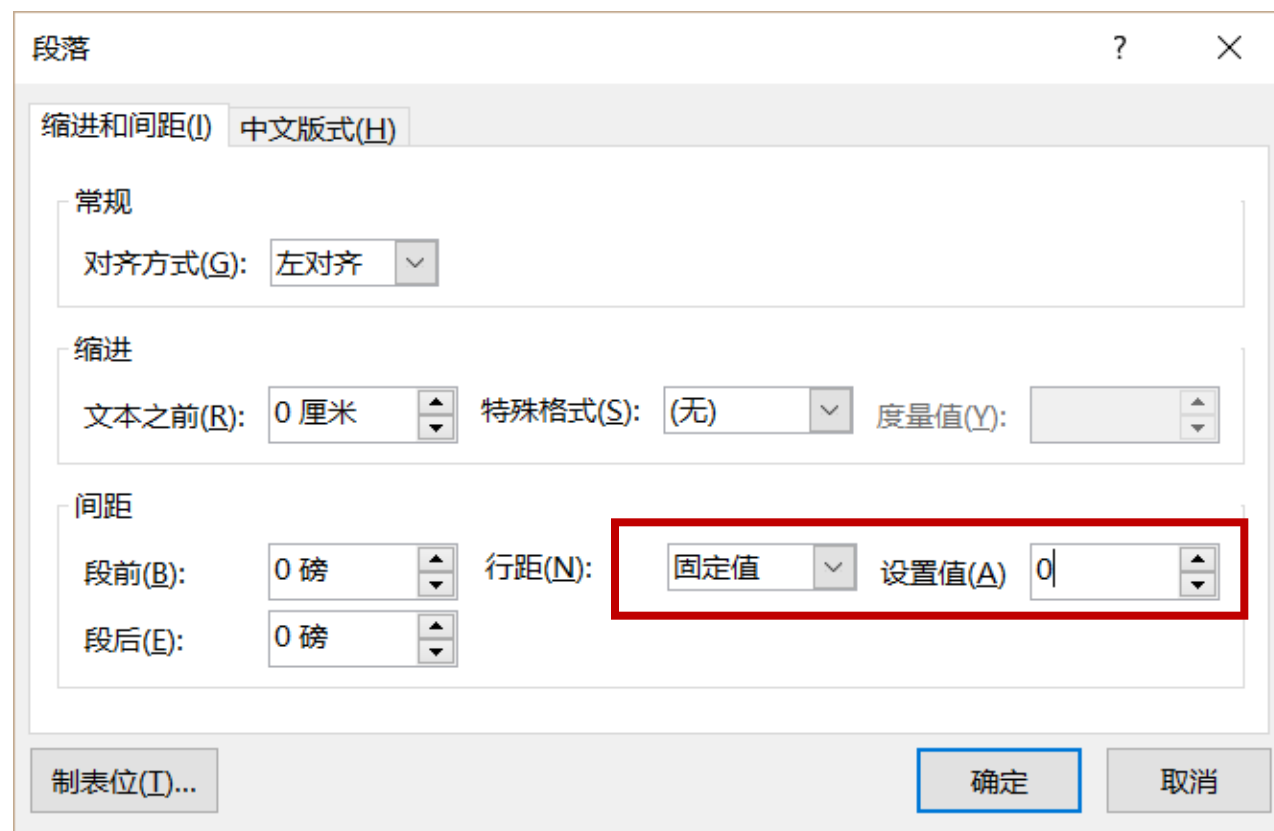 段落 ?
缩进和间距(I) 中文版式(H)
常规
对齐方式(G): 左对齐
缩进
文本之前(R): 0 厘米 特殊格式(S): (无) 度量值(Y):
间距
段前(B): 0 磅 行距(N): 固定值 设置值(A) 0
段后(E): 0 磅
制表位(T)... 确定 取消